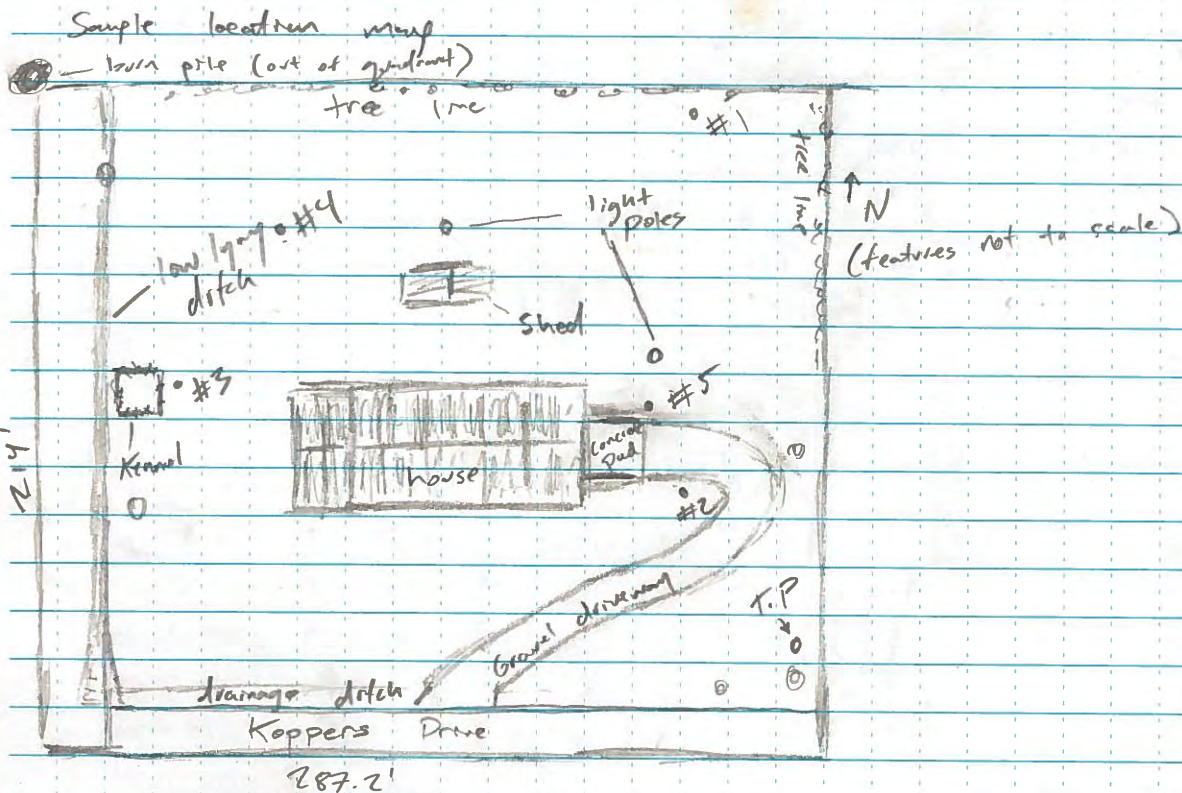 Sample location map
burn pile (out of quadrant)
tree line
#1
tree line
N
(features not to scale)
light
poles
#4
low lying
ditch
shed
#5
#3
Kennel
214'
Concrete
Pad
house
#2
Gravel driveway
T.P
drainage ditch
Koppers Drive
287.2'